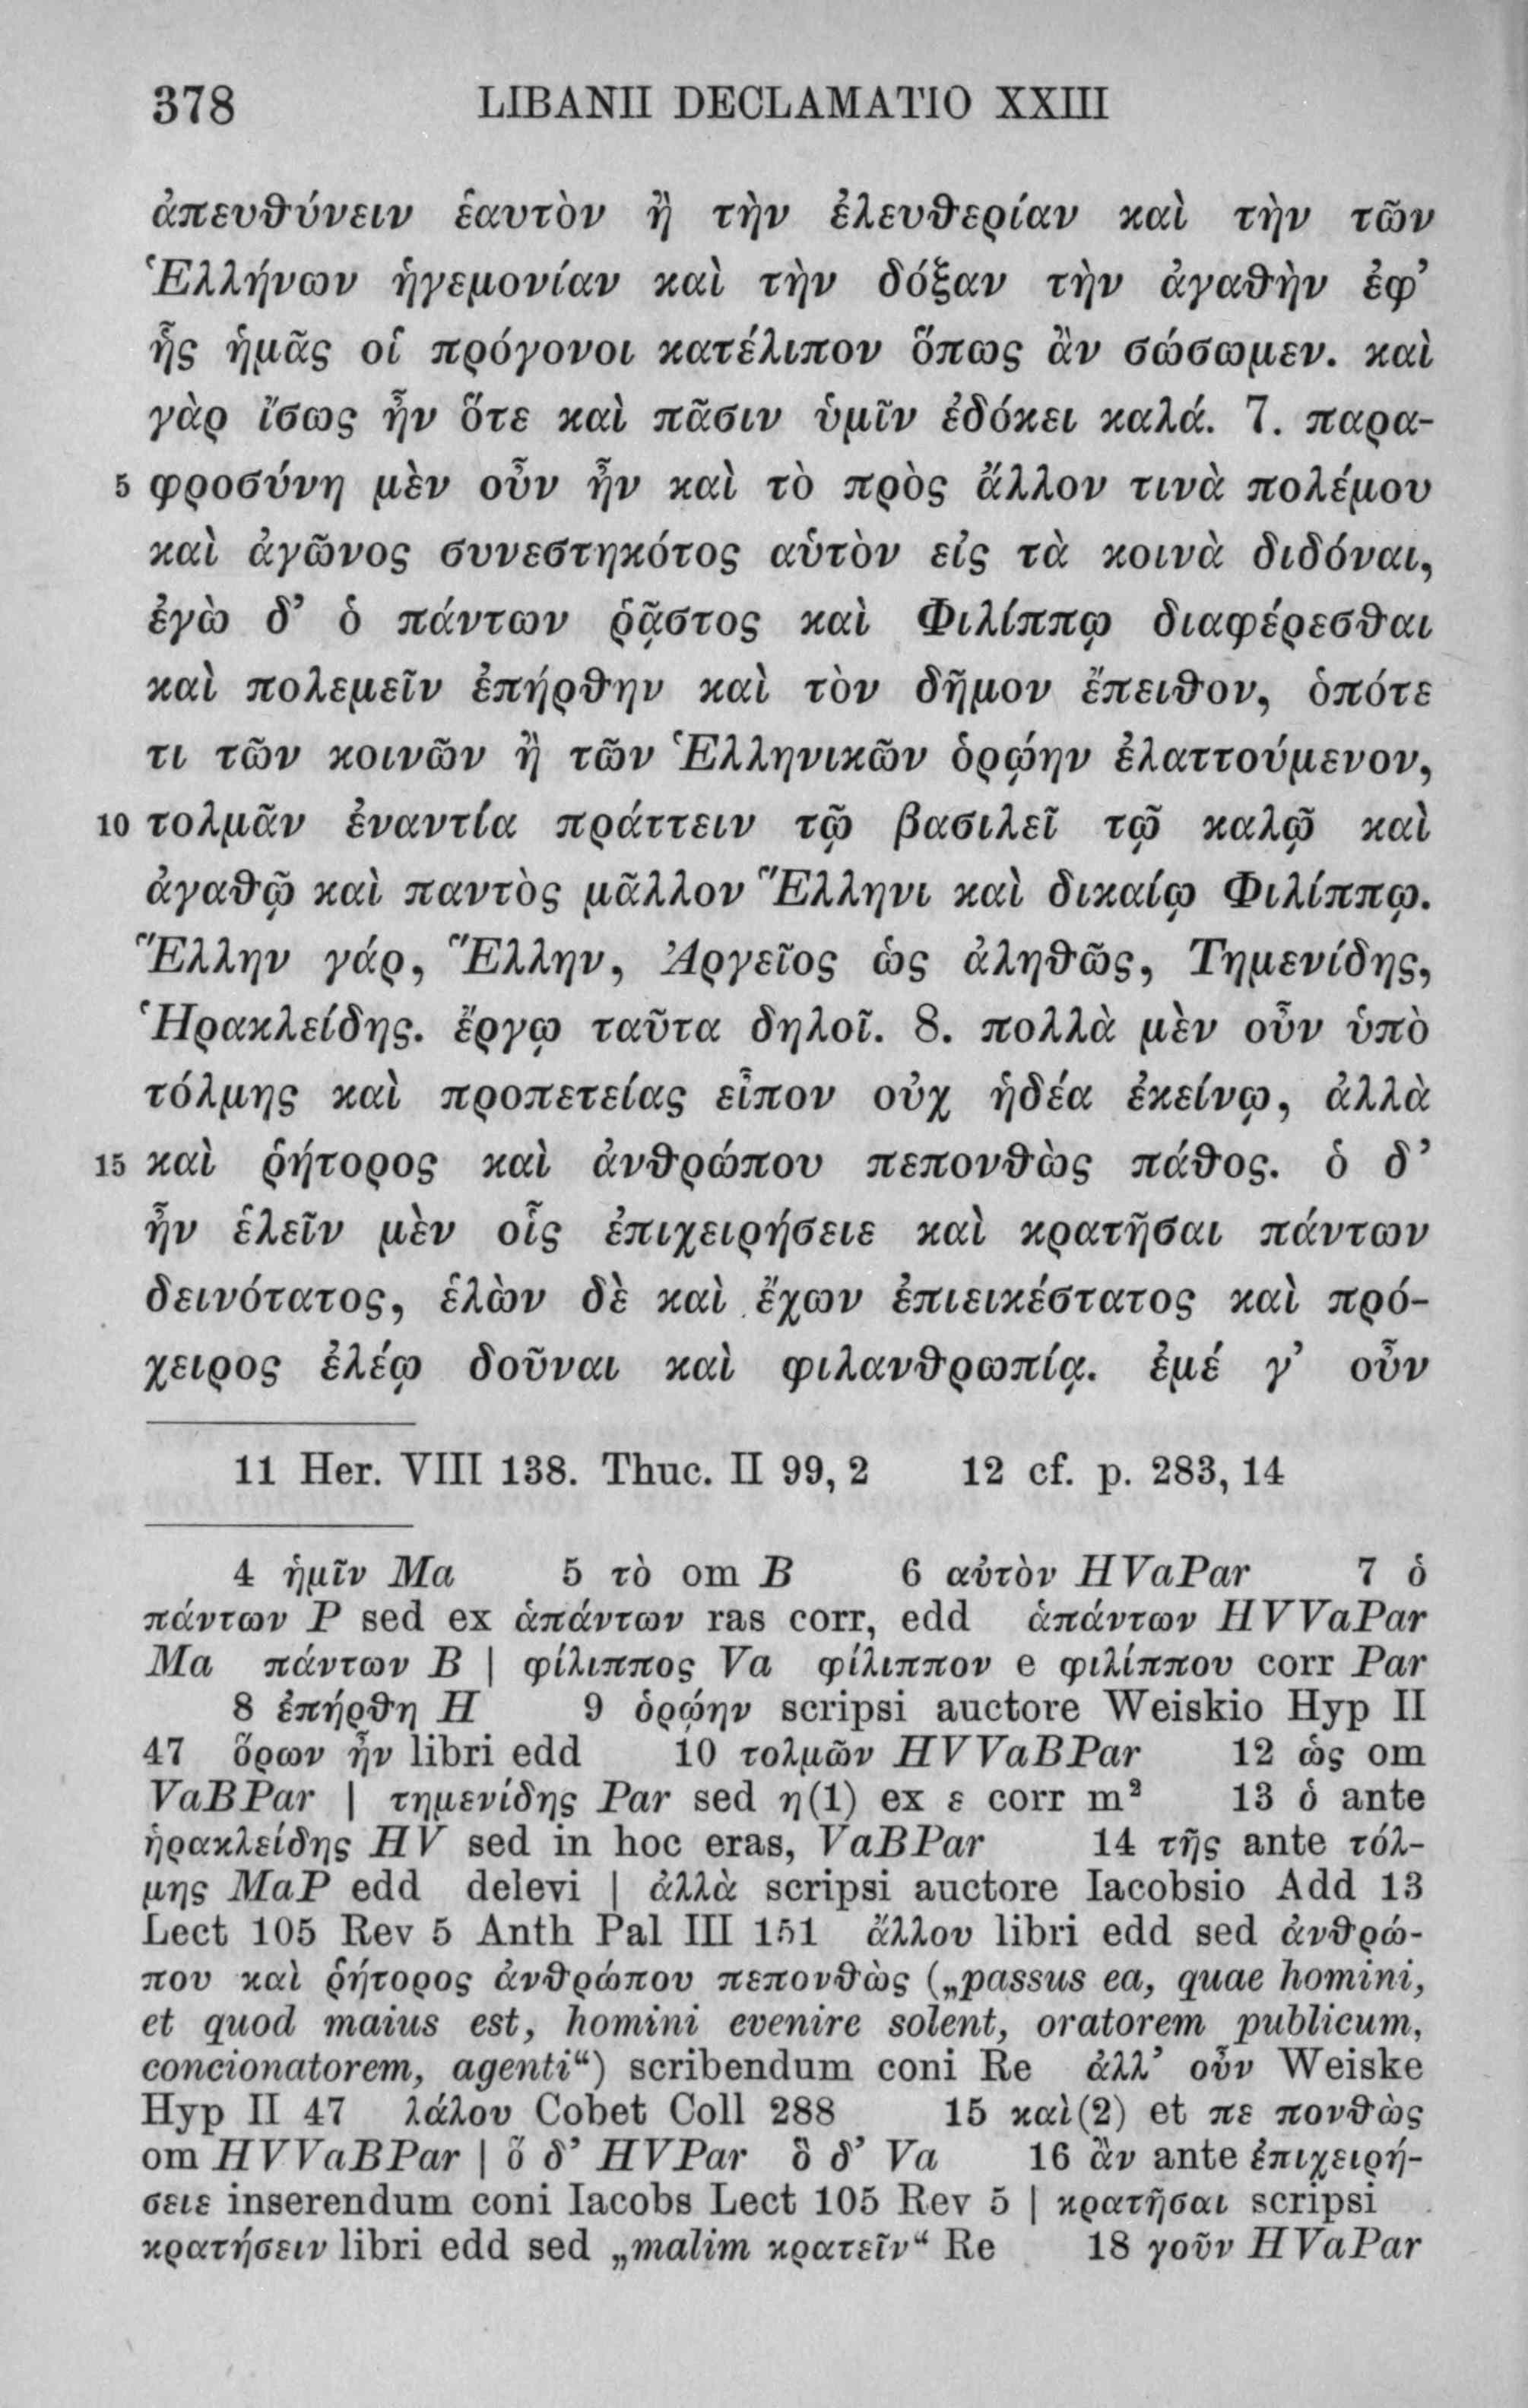 378 LIBANII DECLAMATIO XXIII
ἀπευθύνειν ἑαυτὸν ἢ τὴν ἐλευθερίαν καὶ τὴν τῶν
Ἑλλήνων ἡγεμονίαν καὶ τὴν δόξαν τὴν ἀγαθὴν ἐφ’
ἧς ἡμᾶς οἱ πρόγονοι κατέλιπον ὅπως ἂν σώσωμεν. καὶ
γὰρ ἴσως ἦν ὅτε καὶ πᾶσιν ὑμῖν ἐδόκει καλά. 7. παρα-
5 φροσύνη μὲν οὖν ἦν καὶ τὸ πρὸς ἄλλον τινὰ πολέμου
καὶ ἀγῶνος συνεστηκότος αὑτὸν εἰς τὰ κοινὰ διδόναι,
ἐγὼ δ’ ὁ πάντων ῥᾷστος καὶ Φιλίππῳ διαφέρεσθαι
καὶ πολεμεῖν ἐπήρθην καὶ τὸν δῆμον ἔπειθον, ὁπότε
τι τῶν κοινῶν ἢ τῶν Ἑλληνικῶν ὁρῴην ἐλαττούμενον,
10 τολμᾶν ἐναντία πράττειν τῷ βασιλεῖ τῷ καλῷ καὶ
ἀγαθῷ καὶ παντὸς μᾶλλον Ἕλληνι καὶ δικαίῳ Φιλίππῳ.
Ἕλλην γάρ, Ἕλλην, Ἀργεῖος ὡς ἀληθῶς, Τημενίδης,
Ἡρακλείδης. ἔργῳ ταῦτα δηλοῖ. 8. πολλὰ μὲν οὖν ὑπὸ
τόλμης καὶ προπετείας εἶπον οὐχ ἡδέα ἐκείνῳ, ἀλλὰ
15 καὶ ῥήτορος καὶ ἀνθρώπου πεπονθὼς πάθος. ὁ δ’
ἦν ἑλεῖν μὲν οἷς ἐπιχειρήσειε καὶ κρατῆσαι πάντων
δεινότατος, ἑλὼν δὲ καὶ ἔχων ἐπιεικέστατος καὶ πρό-
χειρος ἐλέῳ δοῦναι καὶ φιλανθρωπίᾳ. ἐμέ γ’ οὖν
11 Her. VIII 138. Thuc. II 99, 2 12 cf. p. 283, 14
4 ἡμῖν Ma 5 τὸ om B 6 αὐτὸν HVaPar 7 ὁ
πάντων P sed ex ἁπάντων ras corr, edd ἁπάντων HVVaPar
Ma πάντων B | φίλιππος Va φίλιππον e φιλίππου corr Par
8 ἐπήρθη H 9 ὁρῴην scripsi auctore Weiskio Hyp II
47 ὅρων ἦν libri edd 10 τολμῶν HVVaBPar 12 ὡς om
VaBPar | τημενίδης Par sed η(1) ex ε corr m² 13 ὁ ante
ἡρακλείδης HV sed in hoc eras, VaBPar 14 τῆς ante τόλ-
μης MaP edd delevi | ἀλλὰ scripsi auctore Iacobsio Add 13
Lect 105 Rev 5 Anth Pal III 151 ἄλλου libri edd sed ἀνθρώ-
που καὶ ῥήτορος ἀνθρώπου πεπονθὼς („passus ea, quae homini,
et quod maius est, homini evenire solent, oratorem publicum,
concionatorem, agenti“) scribendum coni Re ἀλλ’ οὖν Weiske
Hyp II 47 λάλου Cobet Coll 288 15 καὶ(2) et πε πονθὼς
om HVVaBPar | ὅ δ’ HVPar ὃ δ’ Va 16 ἂν ante ἐπιχειρή-
σειε inserendum coni Iacobs Lect 105 Rev 5 | κρατῆσαι scripsi
κρατήσειν libri edd sed „malim κρατεῖν“ Re 18 γοῦν HVaPar